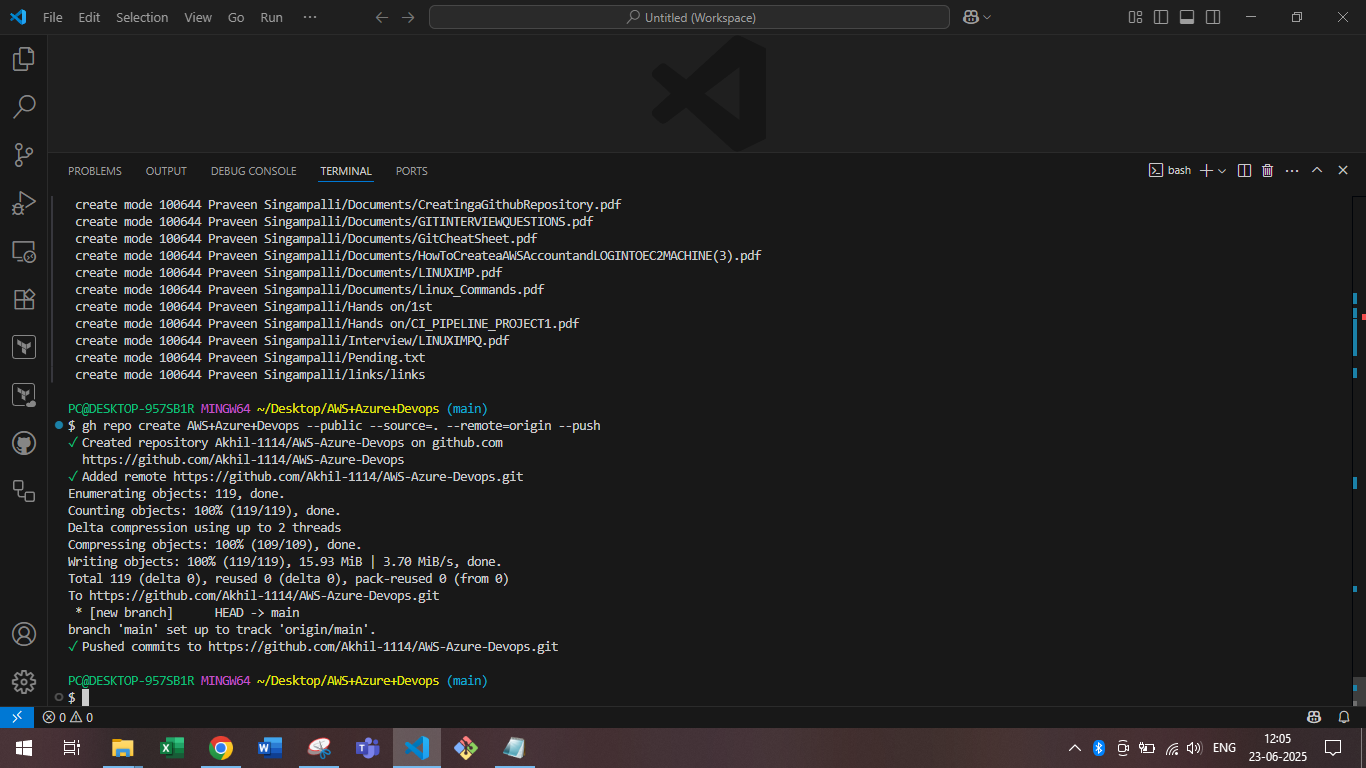 File Edit Selection View Go Run ··· Untitled (Workspace)
PROBLEMS OUTPUT DEBUG CONSOLE TERMINAL PORTS bash
create mode 100644 Praveen Singampalli/Documents/CreatingaGithubRepository.pdf
create mode 100644 Praveen Singampalli/Documents/GITINTERVIEWQUESTIONS.pdf
create mode 100644 Praveen Singampalli/Documents/GitCheatSheet.pdf
create mode 100644 Praveen Singampalli/Documents/HowToCreateaAWSAccountandLOGINTOEC2MACHINE(3).pdf
create mode 100644 Praveen Singampalli/Documents/LINUXIMP.pdf
create mode 100644 Praveen Singampalli/Documents/Linux_Commands.pdf
create mode 100644 Praveen Singampalli/Hands on/1st
create mode 100644 Praveen Singampalli/Hands on/CI_PIPELINE_PROJECT1.pdf
create mode 100644 Praveen Singampalli/Interview/LINUXIMPQ.pdf
create mode 100644 Praveen Singampalli/Pending.txt
create mode 100644 Praveen Singampalli/links/links
PC@DESKTOP-957SB1R MINGW64 ~/Desktop/AWS+Azure+Devops (main)
$ gh repo create AWS+Azure+Devops --public --source=. --remote=origin --push
✓ Created repository Akhil-1114/AWS-Azure-Devops on github.com
https://github.com/Akhil-1114/AWS-Azure-Devops
✓ Added remote https://github.com/Akhil-1114/AWS-Azure-Devops.git
Enumerating objects: 119, done.
Counting objects: 100% (119/119), done.
Delta compression using up to 2 threads
Compressing objects: 100% (109/109), done.
Writing objects: 100% (119/119), 15.93 MiB | 3.70 MiB/s, done.
Total 119 (delta 0), reused 0 (delta 0), pack-reused 0 (from 0)
To https://github.com/Akhil-1114/AWS-Azure-Devops.git
* [new branch] HEAD -> main
branch 'main' set up to track 'origin/main'.
✓ Pushed commits to https://github.com/Akhil-1114/AWS-Azure-Devops.git
PC@DESKTOP-957SB1R MINGW64 ~/Desktop/AWS+Azure+Devops (main)
$
0 0
ENG 12:05
23-06-2025